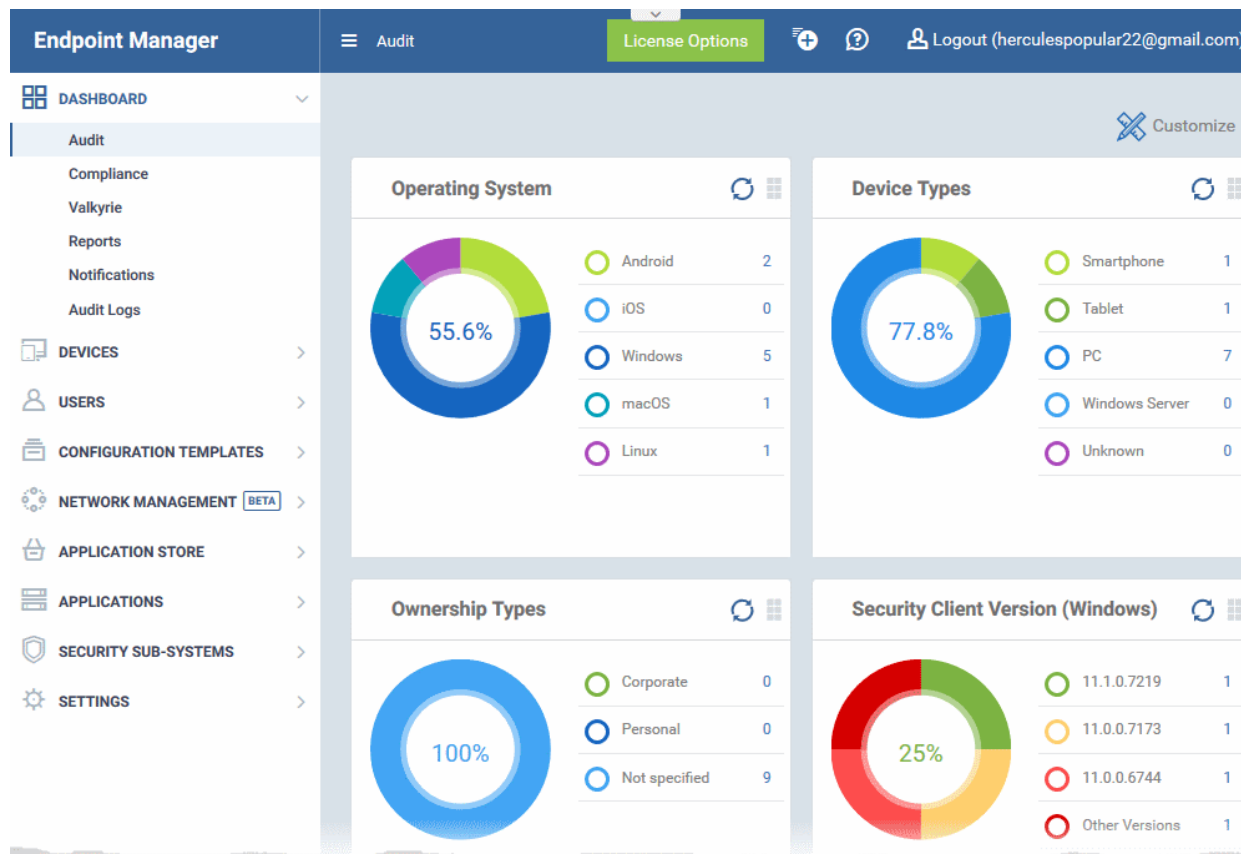 Endpoint Manager
Audit
License Options
Logout (herculespopular22@gmail.com)
DASHBOARD
Audit
Compliance
Valkyrie
Reports
Notifications
Audit Logs
DEVICES
USERS
CONFIGURATION TEMPLATES
NETWORK MANAGEMENT BETA
APPLICATION STORE
APPLICATIONS
SECURITY SUB-SYSTEMS
SETTINGS
Customize
Operating System
55.6%
Android 2
iOS 0
Windows 5
macOS 1
Linux 1
Device Types
77.8%
Smartphone 1
Tablet 1
PC 7
Windows Server 0
Unknown 0
Ownership Types
100%
Corporate 0
Personal 0
Not specified 9
Security Client Version (Windows)
25%
11.1.0.7219 1
11.0.0.7173 1
11.0.0.6744 1
Other Versions 1